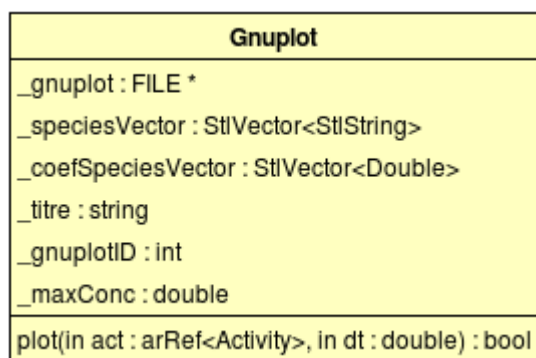 Gnuplot
_gnuplot : FILE *
_speciesVector : StlVector<StlString>
_coefSpeciesVector : StlVector<Double>
_titre : string
_gnuplotID : int
_maxConc : double
plot(in act : arRef<Activity>, in dt : double) : bool